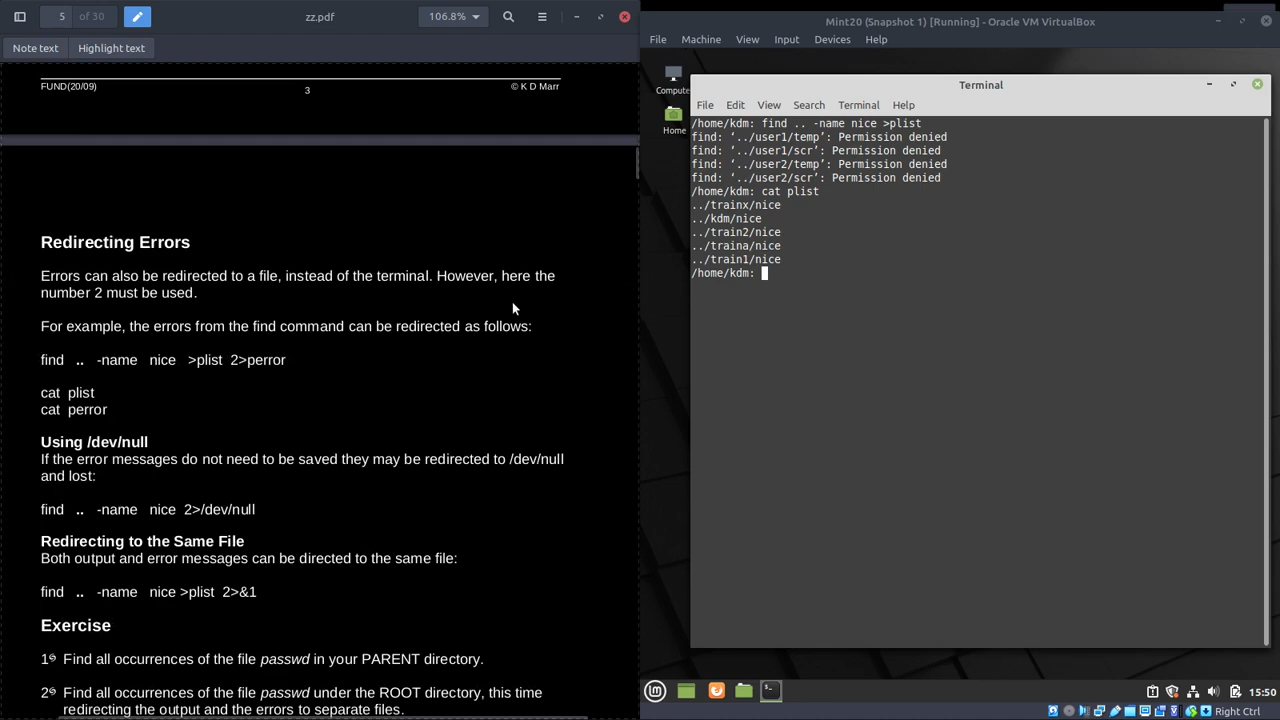 5 of 30
zz.pdf
106.8%
Note text
Highlight text
FUND(20/09)
3
© K D Marr
Redirecting Errors
Errors can also be redirected to a file, instead of the terminal. However, here the
number 2 must be used.
For example, the errors from the find command can be redirected as follows:
find .. -name nice >plist 2>perror
cat plist
cat perror
Using /dev/null
If the error messages do not need to be saved they may be redirected to /dev/null
and lost:
find .. -name nice 2>/dev/null
Redirecting to the Same File
Both output and error messages can be directed to the same file:
find .. -name nice >plist 2>&1
Exercise
1 Find all occurrences of the file passwd in your PARENT directory.
2 Find all occurrences of the file passwd under the ROOT directory, this time
redirecting the output and the errors to separate files.
Mint20 (Snapshot 1) [Running] - Oracle VM VirtualBox
File Machine View Input Devices Help
Compute
Home
Terminal
File Edit View Search Terminal Help
/home/kdm: find .. -name nice >plist
find: ‘../user1/temp’: Permission denied
find: ‘../user1/scr’: Permission denied
find: ‘../user2/temp’: Permission denied
find: ‘../user2/scr’: Permission denied
/home/kdm: cat plist
../trainx/nice
../kdm/nice
../train2/nice
../traina/nice
../train1/nice
/home/kdm:
15:50
Right Ctrl